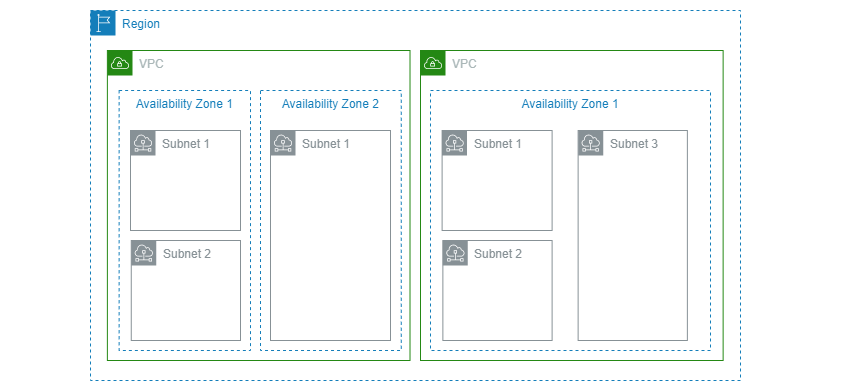 Region
VPC
Availability Zone 1
Subnet 1
Subnet 2
Availability Zone 2
Subnet 1
VPC
Availability Zone 1
Subnet 1
Subnet 2
Subnet 3